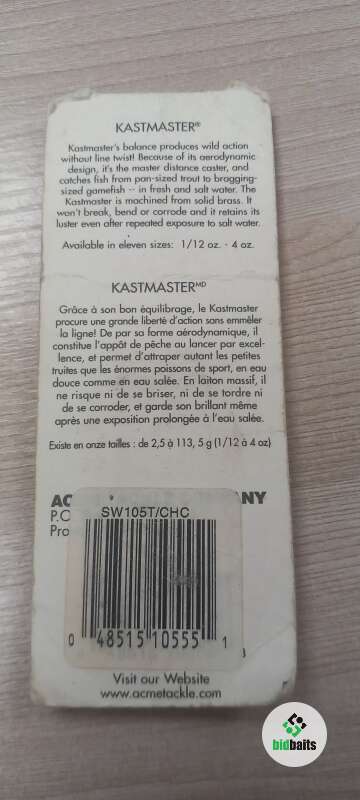 KASTMASTER®
Kastmaster's balance produces wild action
without line twist! Because of its aerodynamic
design, it's the master distance caster, and
catches fish from pan-sized trout to bragging-
sized gamefish -- in fresh and salt water. The
Kastmaster is machined from solid brass. It
won't break, bend or corrode and it retains its
luster even after repeated exposure to salt water.
Available in eleven sizes: 1/12 oz. - 4 oz.
KASTMASTER MD
Grâce à son bon èquilibrage, le Kastmaster
procure une grande liberté d'action sans emmêler
la ligne! De par sa forme aérodynamique, il
constitue l'appât de pêche au lancer par excel-
lence, et permet d'attraper autant les petites
truites que les énormes poissons de sport, en eau
douce comme en eau salée. En laiton massif, il
ne risque ni de se briser, ni de se tordre ni
de se corroder, et garde son brillant même
après une exposition prolongée à l'eau salée.
Existe en onze tailles : de 2,5 à 113, 5 g (1/12 à 4 oz)
AC ANY
P.O
Pro
SW105T/CHC
0 48515 10555 1
Visit our Website
www.acmetackle.com
bidbaits